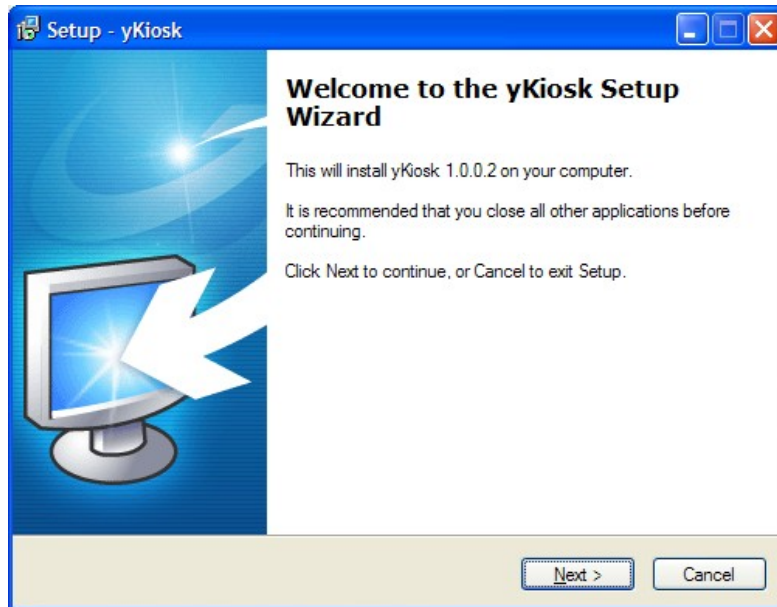 Setup - yKiosk
Welcome to the yKiosk Setup
Wizard
This will install yKiosk 1.0.0.2 on your computer.
It is recommended that you close all other applications before
continuing.
Click Next to continue, or Cancel to exit Setup.
Next >
Cancel